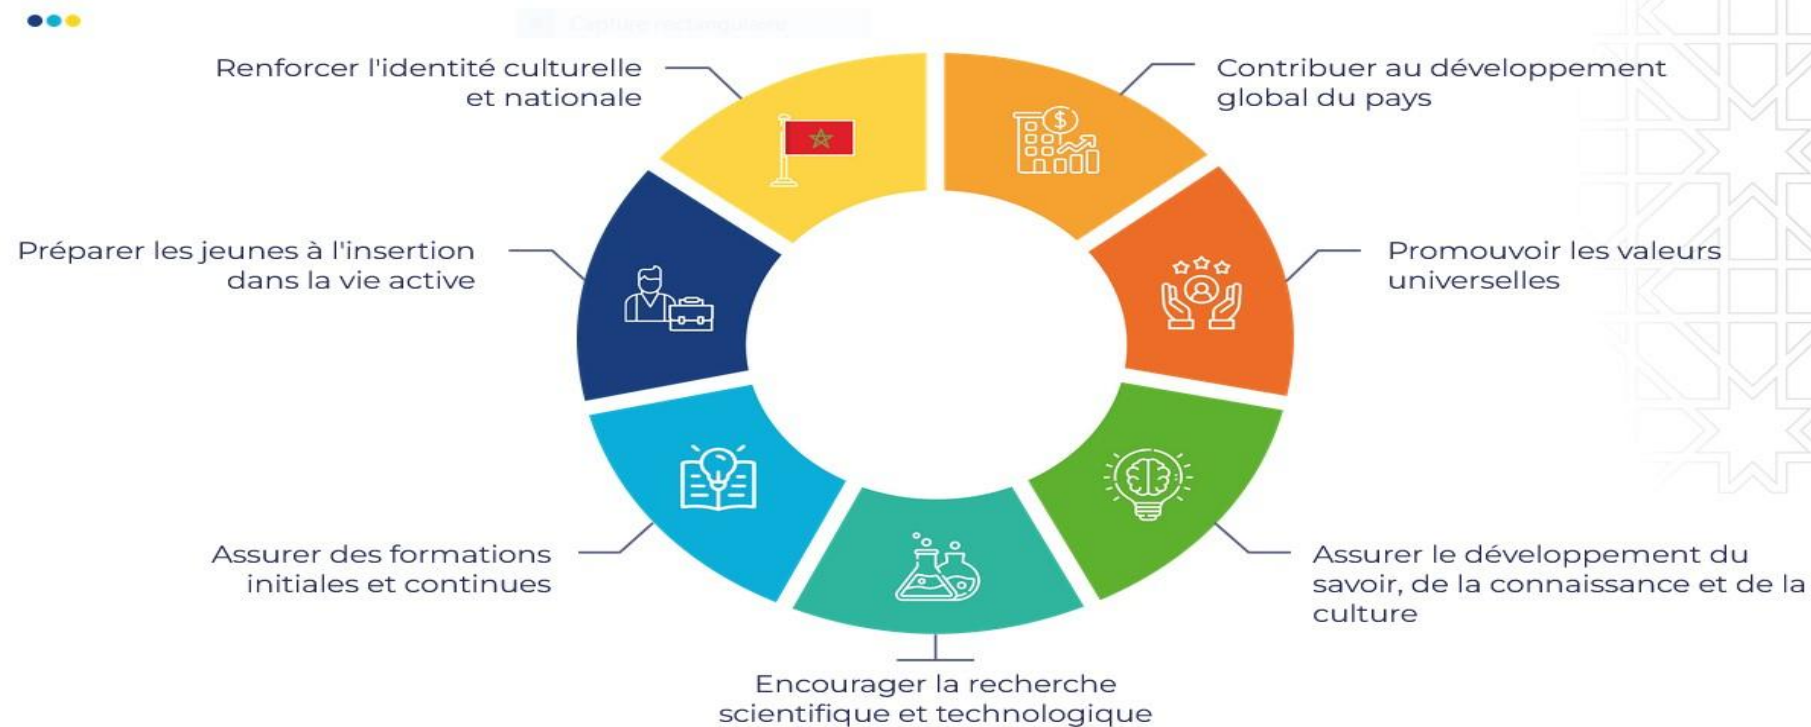 Capture rectangulaire
Renforcer l'identité culturelle
et nationale
Contribuer au développement
global du pays
Préparer les jeunes à l'insertion
dans la vie active
Promouvoir les valeurs
universelles
Assurer des formations
initiales et continues
Assurer le développement du
savoir, de la connaissance et de la
culture
Encourager la recherche
scientifique et technologique